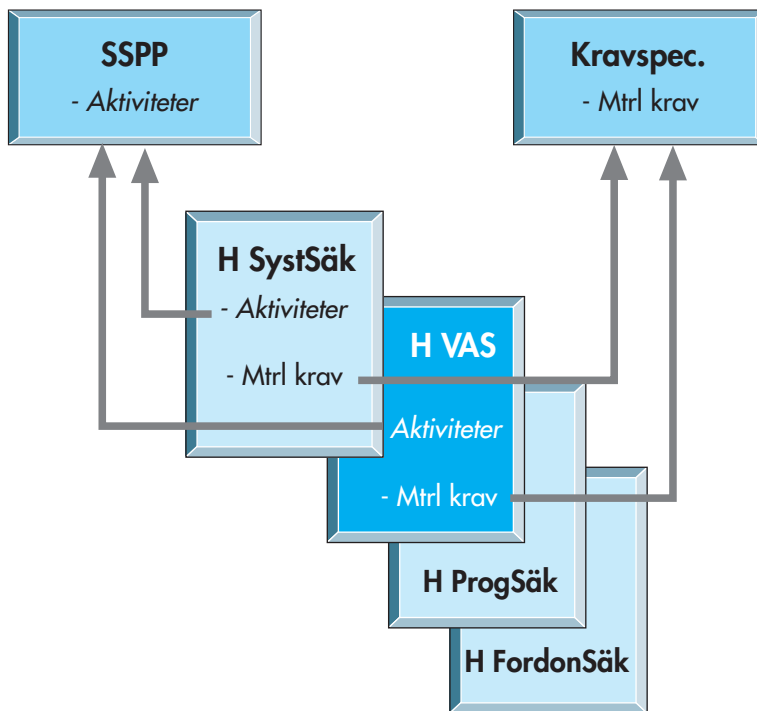 SSPP
- Aktiviteter
Kravspec.
- Mtrl krav
H SystSäk
- Aktiviteter
- Mtrl krav
H VAS
Aktiviteter
- Mtrl krav
H ProgSäk
H FordonSäk